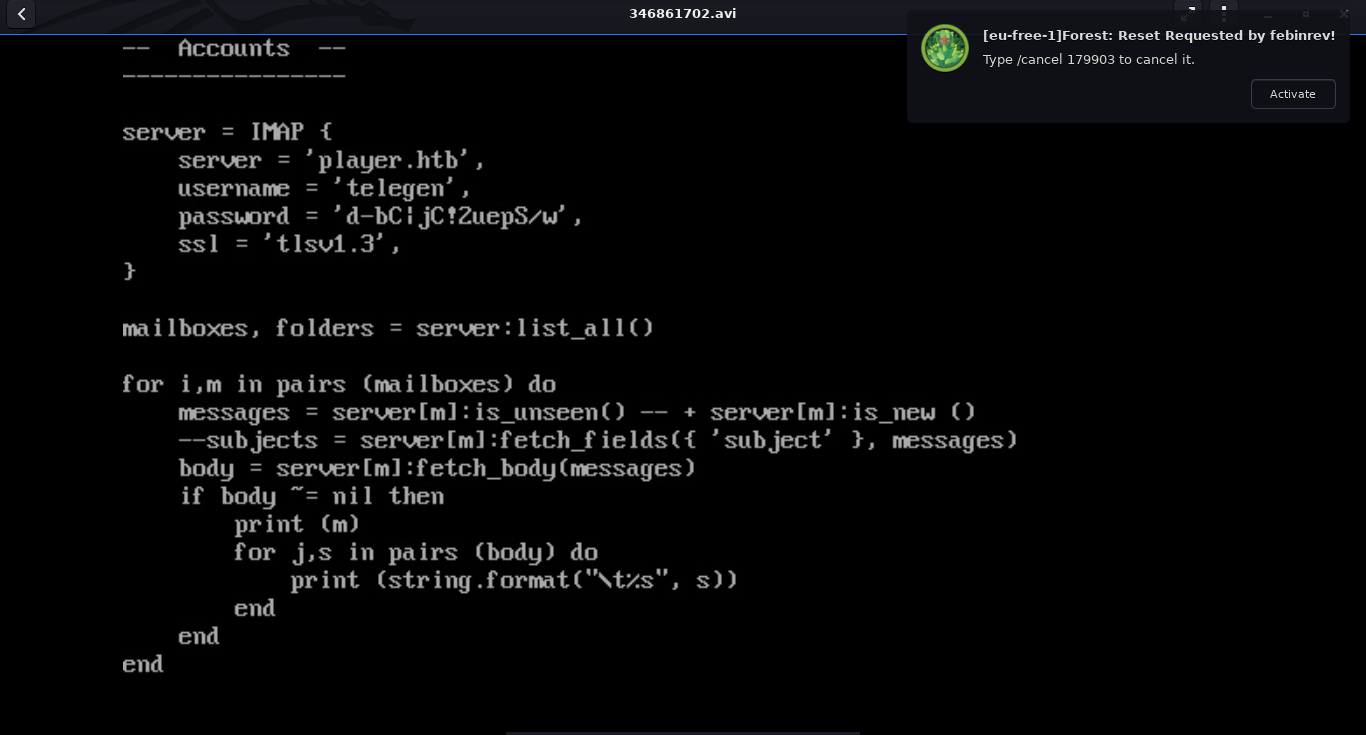 346861702.avi
[eu-free-1]Forest: Reset Requested by febinrev!
Type /cancel 179903 to cancel it.
Activate
-- Accounts --
----------------
server = IMAP {
    server = 'player.htb',
    username = 'telegen',
    password = 'd-bC|jC!2uepS/w',
    ssl = 'tlsv1.3',
}
mailboxes, folders = server:list_all()
for i,m in pairs (mailboxes) do
    messages = server[m]:is_unseen() -- + server[m]:is_new ()
    --subjects = server[m]:fetch_fields({ 'subject' }, messages)
    body = server[m]:fetch_body(messages)
    if body ~= nil then
        print (m)
        for j,s in pairs (body) do
            print (string.format("\t%s", s))
        end
    end
end